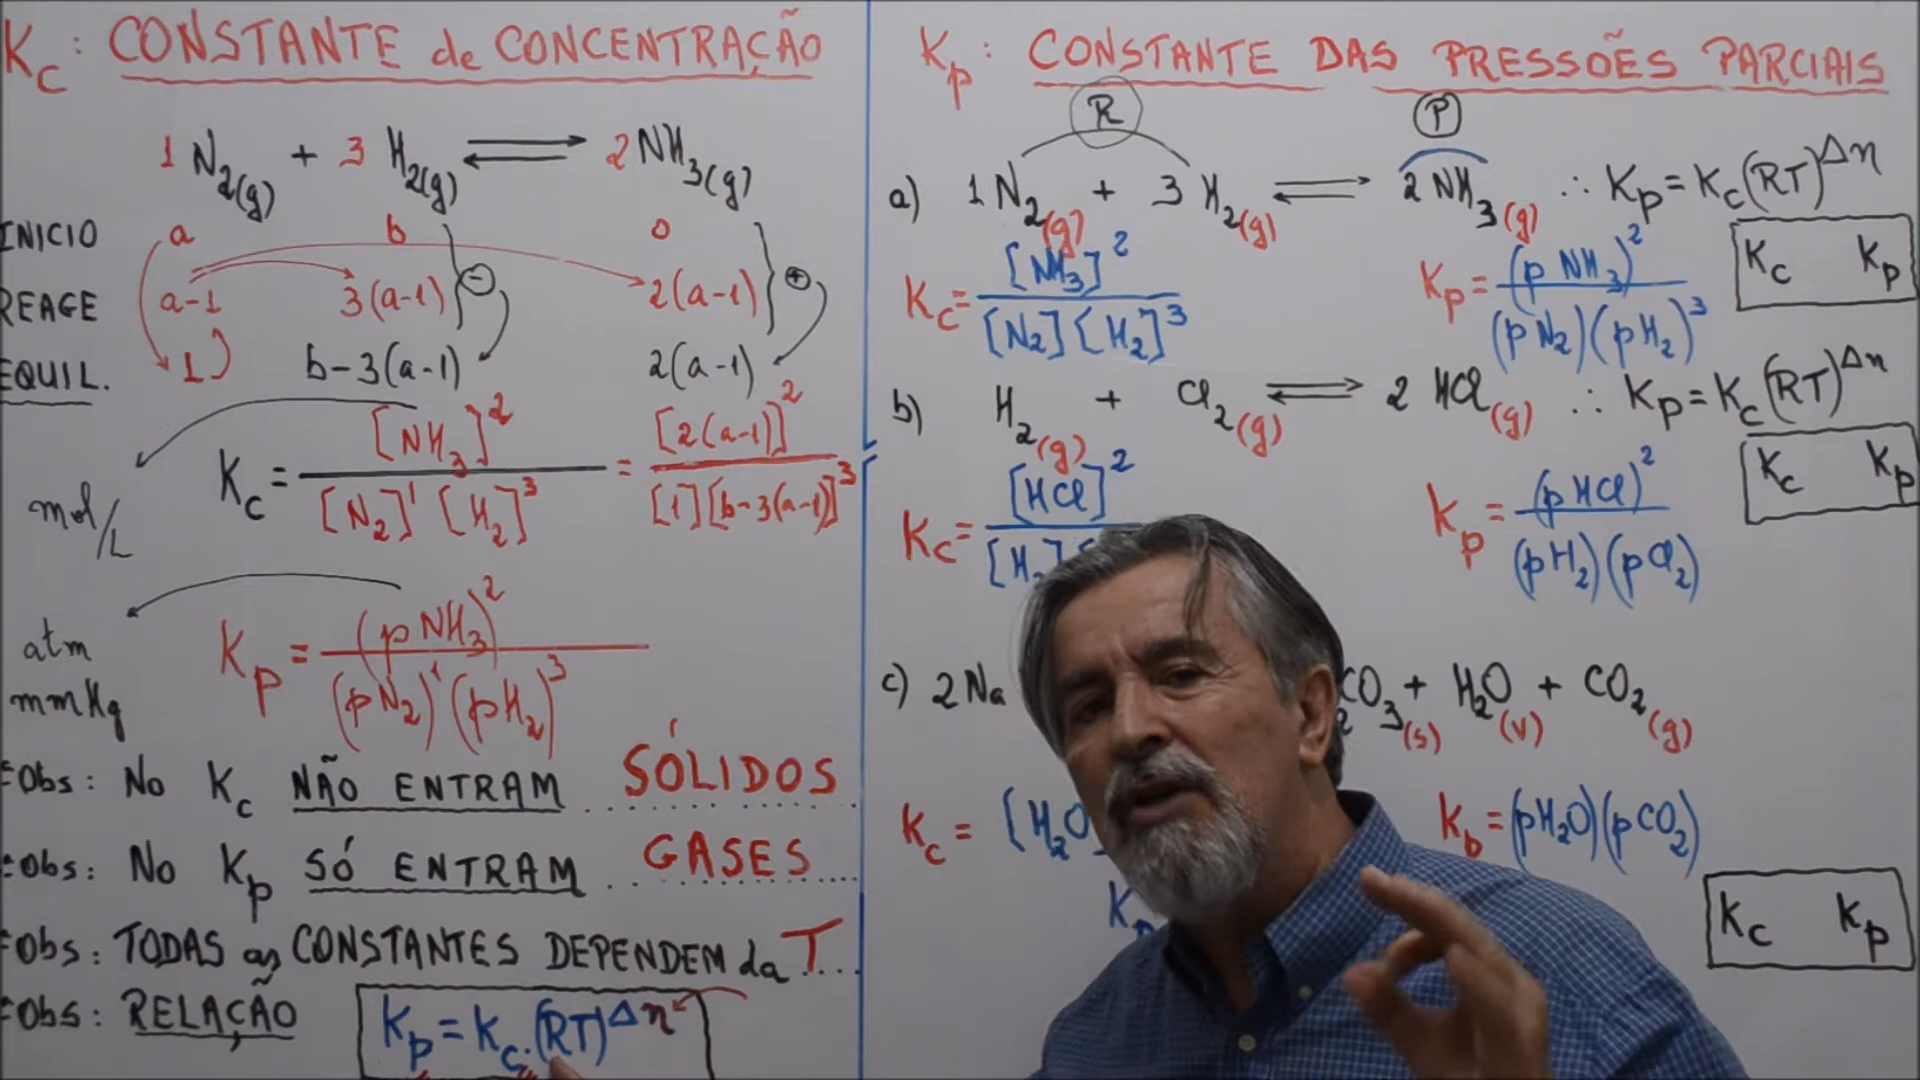 Kc: CONSTANTE de CONCENTRAÇÃO
1 N2(g) + 3 H2(g) ⇌ 2NH3(g)
INICIO a b 0
REAGE a-1 3(a-1) 2(a-1)
EQUIL. 1 b-3(a-1) 2(a-1)
- +
Kc = [NH3]² / [N2]¹ [H2]³ = [2(a-1)]² / [1][b-3(a-1)]³
mol/L
Kp = (pNH3)² / (pN2)¹ (pH2)³
atm
mmHg
Obs: No Kc NÃO ENTRAM SÓLIDOS
Obs: No Kp SÓ ENTRAM GASES
Obs: TODAS as CONSTANTES DEPENDEM da T...
Obs: RELAÇÃO Kp = Kc.(RT)^Δn
Kp: CONSTANTE DAS PRESSÕES PARCIAIS
R P
a) 1 N2(g) + 3 H2(g) ⇌ 2 NH3(g) ∴ Kp = Kc(RT)^Δn
Kc = [NH3]² / [N2][H2]³ Kp = (pNH3)² / (pN2)(pH2)³ Kc Kp
b) H2(g) + Cl2(g) ⇌ 2 HCl(g) ∴ Kp = Kc(RT)^Δn
Kc = [HCl]² / [H2] Kp = (pHCl)² / (pH2)(pCl2) Kc Kp
c) 2Na 2CO3(s) + H2O(v) + CO2(g)
Kc = [H2O Kb = (pH2O)(pCO2)
Kp Kc Kp